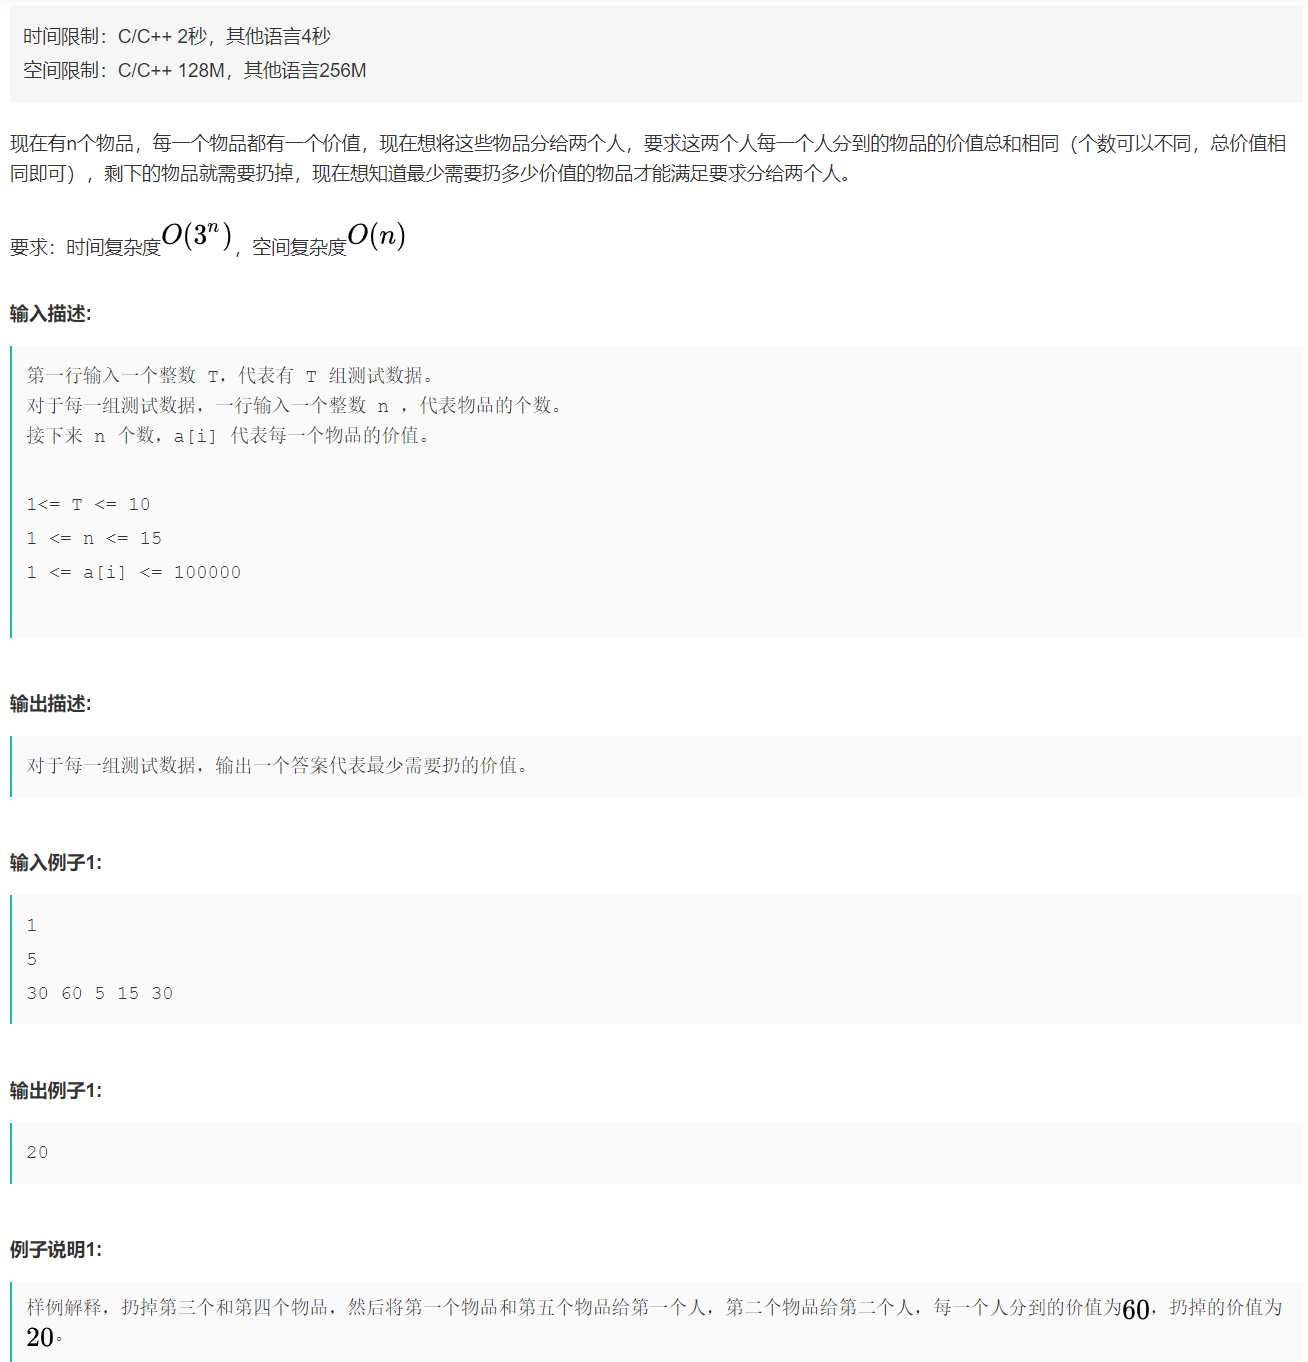 时间限制：C/C++ 2秒，其他语言4秒
空间限制：C/C++ 128M，其他语言256M
现在有n个物品，每一个物品都有一个价值，现在想将这些物品分给两个人，要求这两个人每一个人分到的物品的价值总和相同（个数可以不同，总价值相
同即可），剩下的物品就需要扔掉，现在想知道最少需要扔多少价值的物品才能满足要求分给两个人。
要求：时间复杂度O(3ⁿ)，空间复杂度O(n)
输入描述:
第一行输入一个整数 T，代表有 T 组测试数据。
对于每一组测试数据，一行输入一个整数 n ，代表物品的个数。
接下来 n 个数，a[i] 代表每一个物品的价值。
1<= T <= 10
1 <= n <= 15
1 <= a[i] <= 100000
输出描述:
对于每一组测试数据，输出一个答案代表最少需要扔的价值。
输入例子1:
1
5
30 60 5 15 30
输出例子1:
20
例子说明1:
样例解释，扔掉第三个和第四个物品，然后将第一个物品和第五个物品给第一个人，第二个物品给第二个人，每一个人分到的价值为60，扔掉的价值为
20。